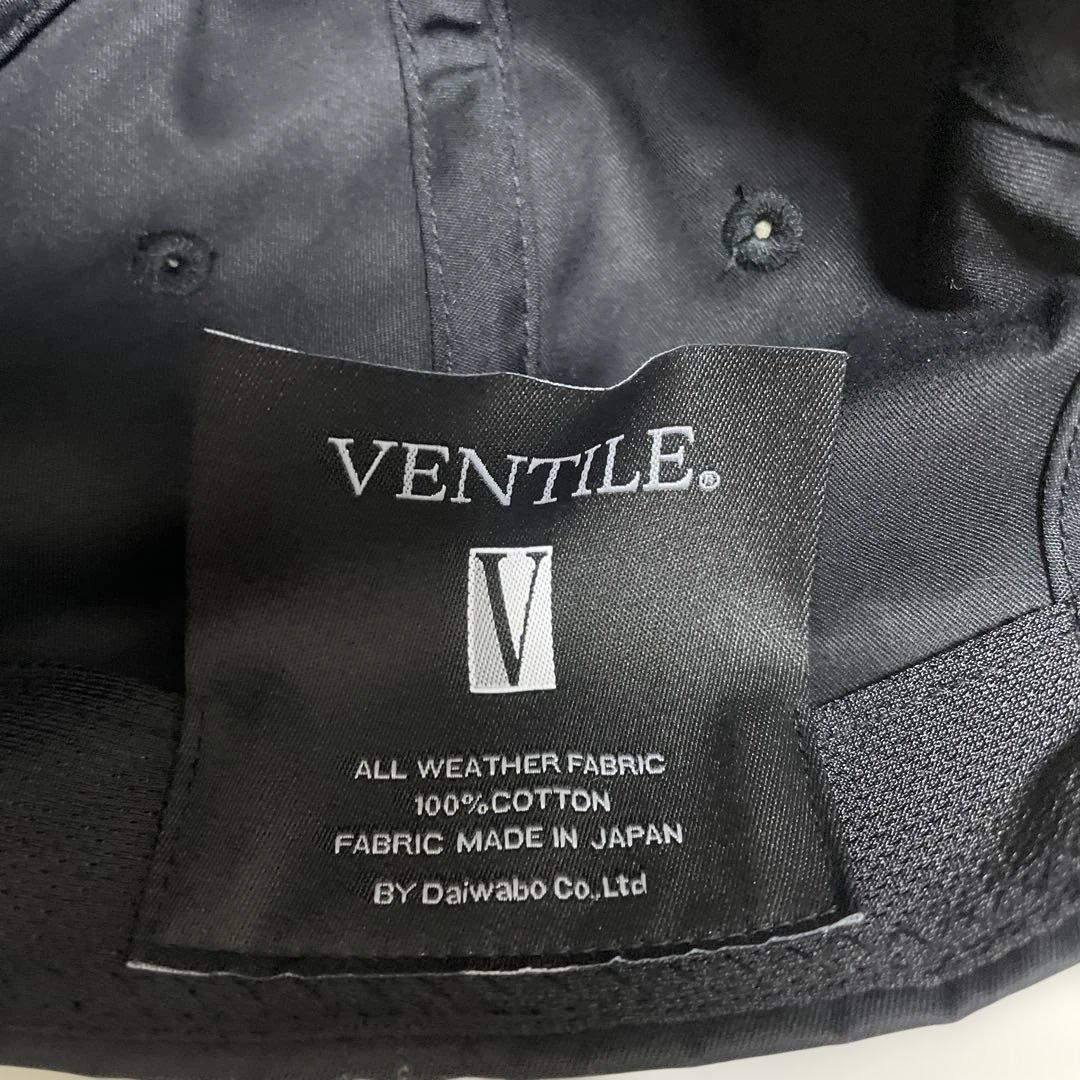 VENTILE®
V
ALL WEATHER FABRIC
100%COTTON
FABRIC MADE IN JAPAN
BY Daiwabo Co.,Ltd